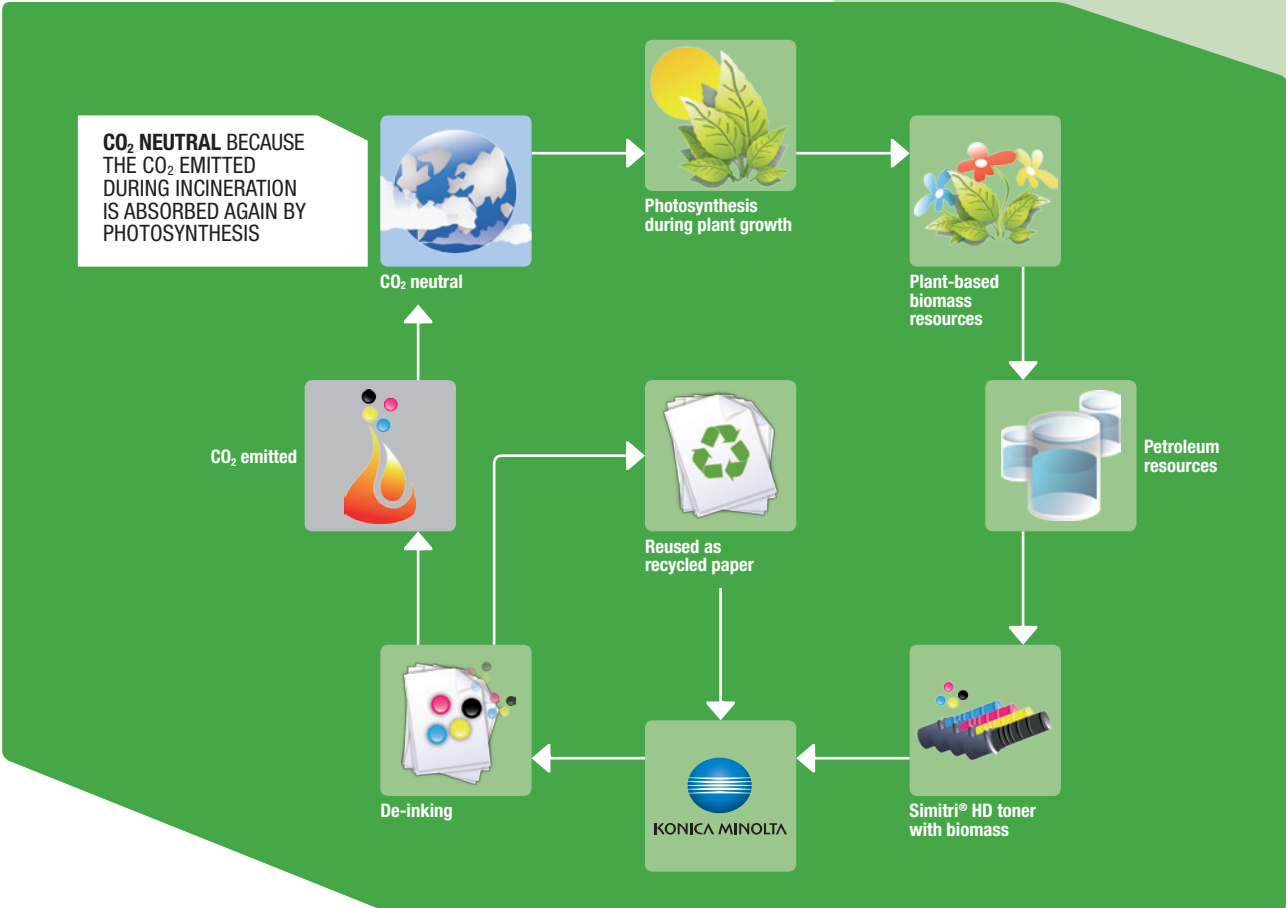 CO₂ NEUTRAL BECAUSE
THE CO₂ EMITTED
DURING INCINERATION
IS ABSORBED AGAIN BY
PHOTOSYNTHESIS
CO₂ neutral
Photosynthesis
during plant growth
Plant-based
biomass
resources
CO₂ emitted
Reused as
recycled paper
Petroleum
resources
De-inking
KONICA MINOLTA
Simitri® HD toner
with biomass